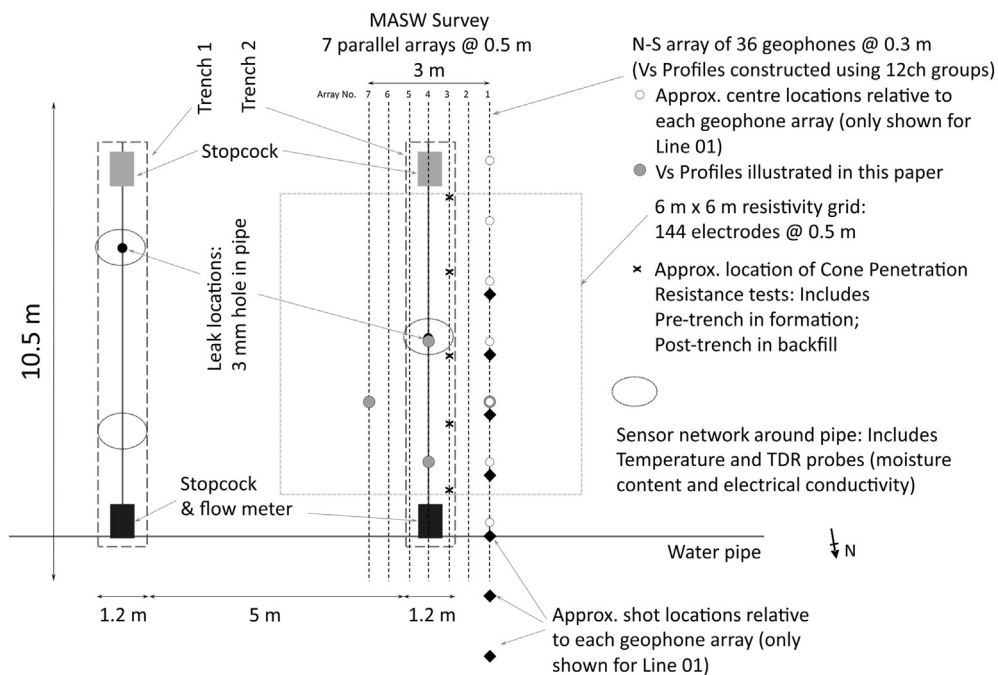 MASW Survey
7 parallel arrays @ 0.5 m
3 m
Array No. 7 6 5 4 3 2 1
Trench 1
Trench 2
Stopcock
10.5 m
Leak locations:
3 mm hole in pipe
Stopcock
& flow meter
N-S array of 36 geophones @ 0.3 m
(Vs Profiles constructed using 12ch groups)
Approx. centre locations relative to
each geophone array (only shown for
Line 01)
Vs Profiles illustrated in this paper
6 m x 6 m resistivity grid:
144 electrodes @ 0.5 m
Approx. location of Cone Penetration
Resistance tests: Includes
Pre-trench in formation;
Post-trench in backfill
Sensor network around pipe: Includes
Temperature and TDR probes (moisture
content and electrical conductivity)
Water pipe
N
1.2 m
5 m
1.2 m
Approx. shot locations relative
to each geophone array (only
shown for Line 01)